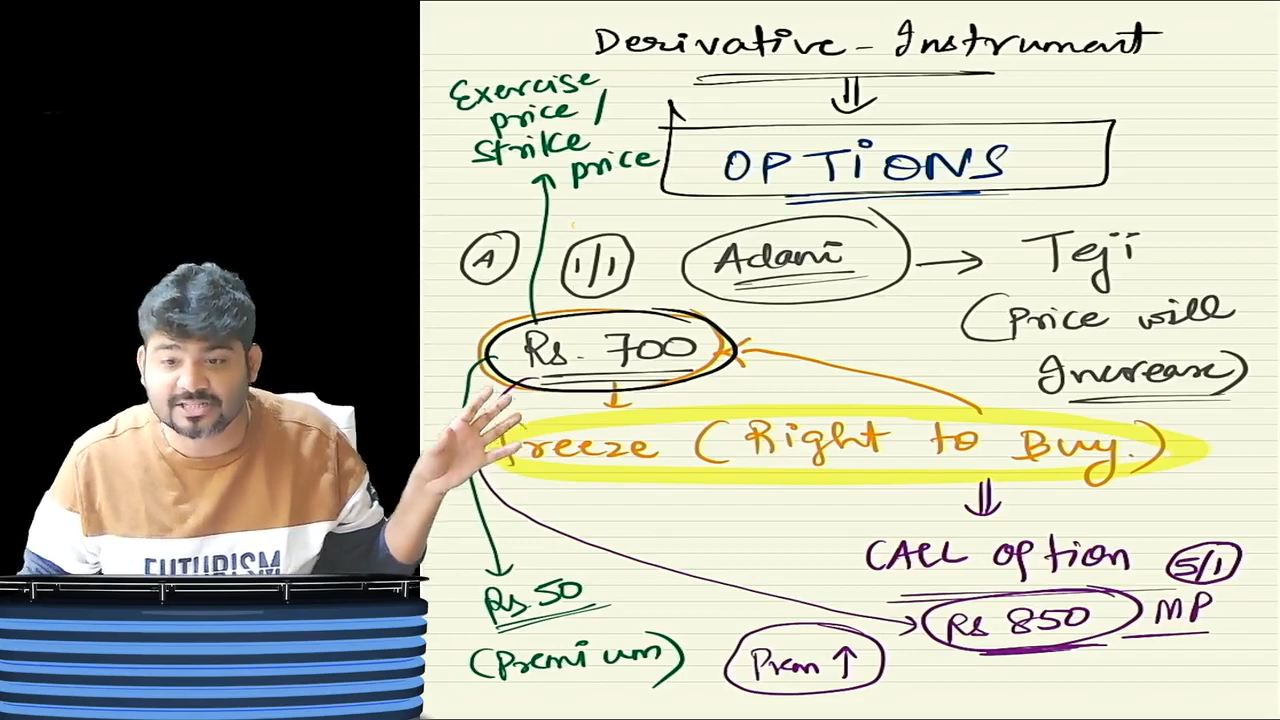 Derivative - Instrument
Exercise
price /
Strike
price
OPTIONS
A
1/1
Adani → Teji
(Price will
Increase)
Rs. 700
Freeze (Right to Buy.)
CALL option
5/1
Rs 850
MP
Rs. 50
(Premium)
Prem ↑
FUTURISM